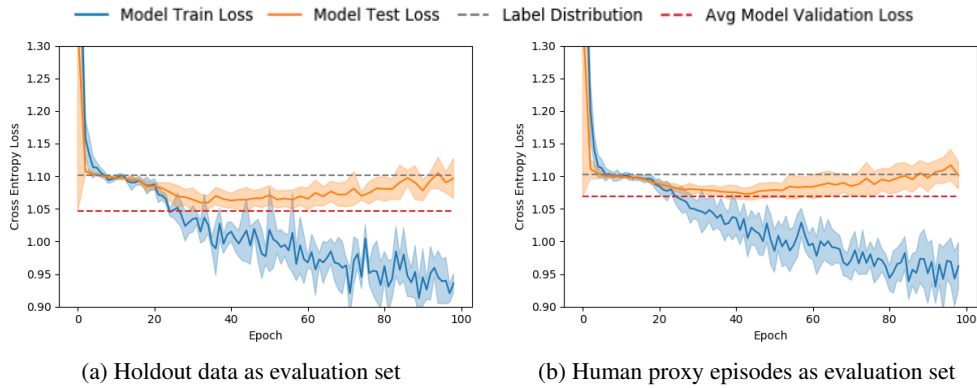 Model Train Loss Model Test Loss Label Distribution Avg Model Validation Loss
1.30
1.25
1.20
1.15
1.10
1.05
1.00
0.95
0.90
Cross Entropy Loss
0 20 40 60 80 100
Epoch
(a) Holdout data as evaluation set
1.30
1.25
1.20
1.15
1.10
1.05
1.00
0.95
0.90
Cross Entropy Loss
0 20 40 60 80 100
Epoch
(b) Human proxy episodes as evaluation set